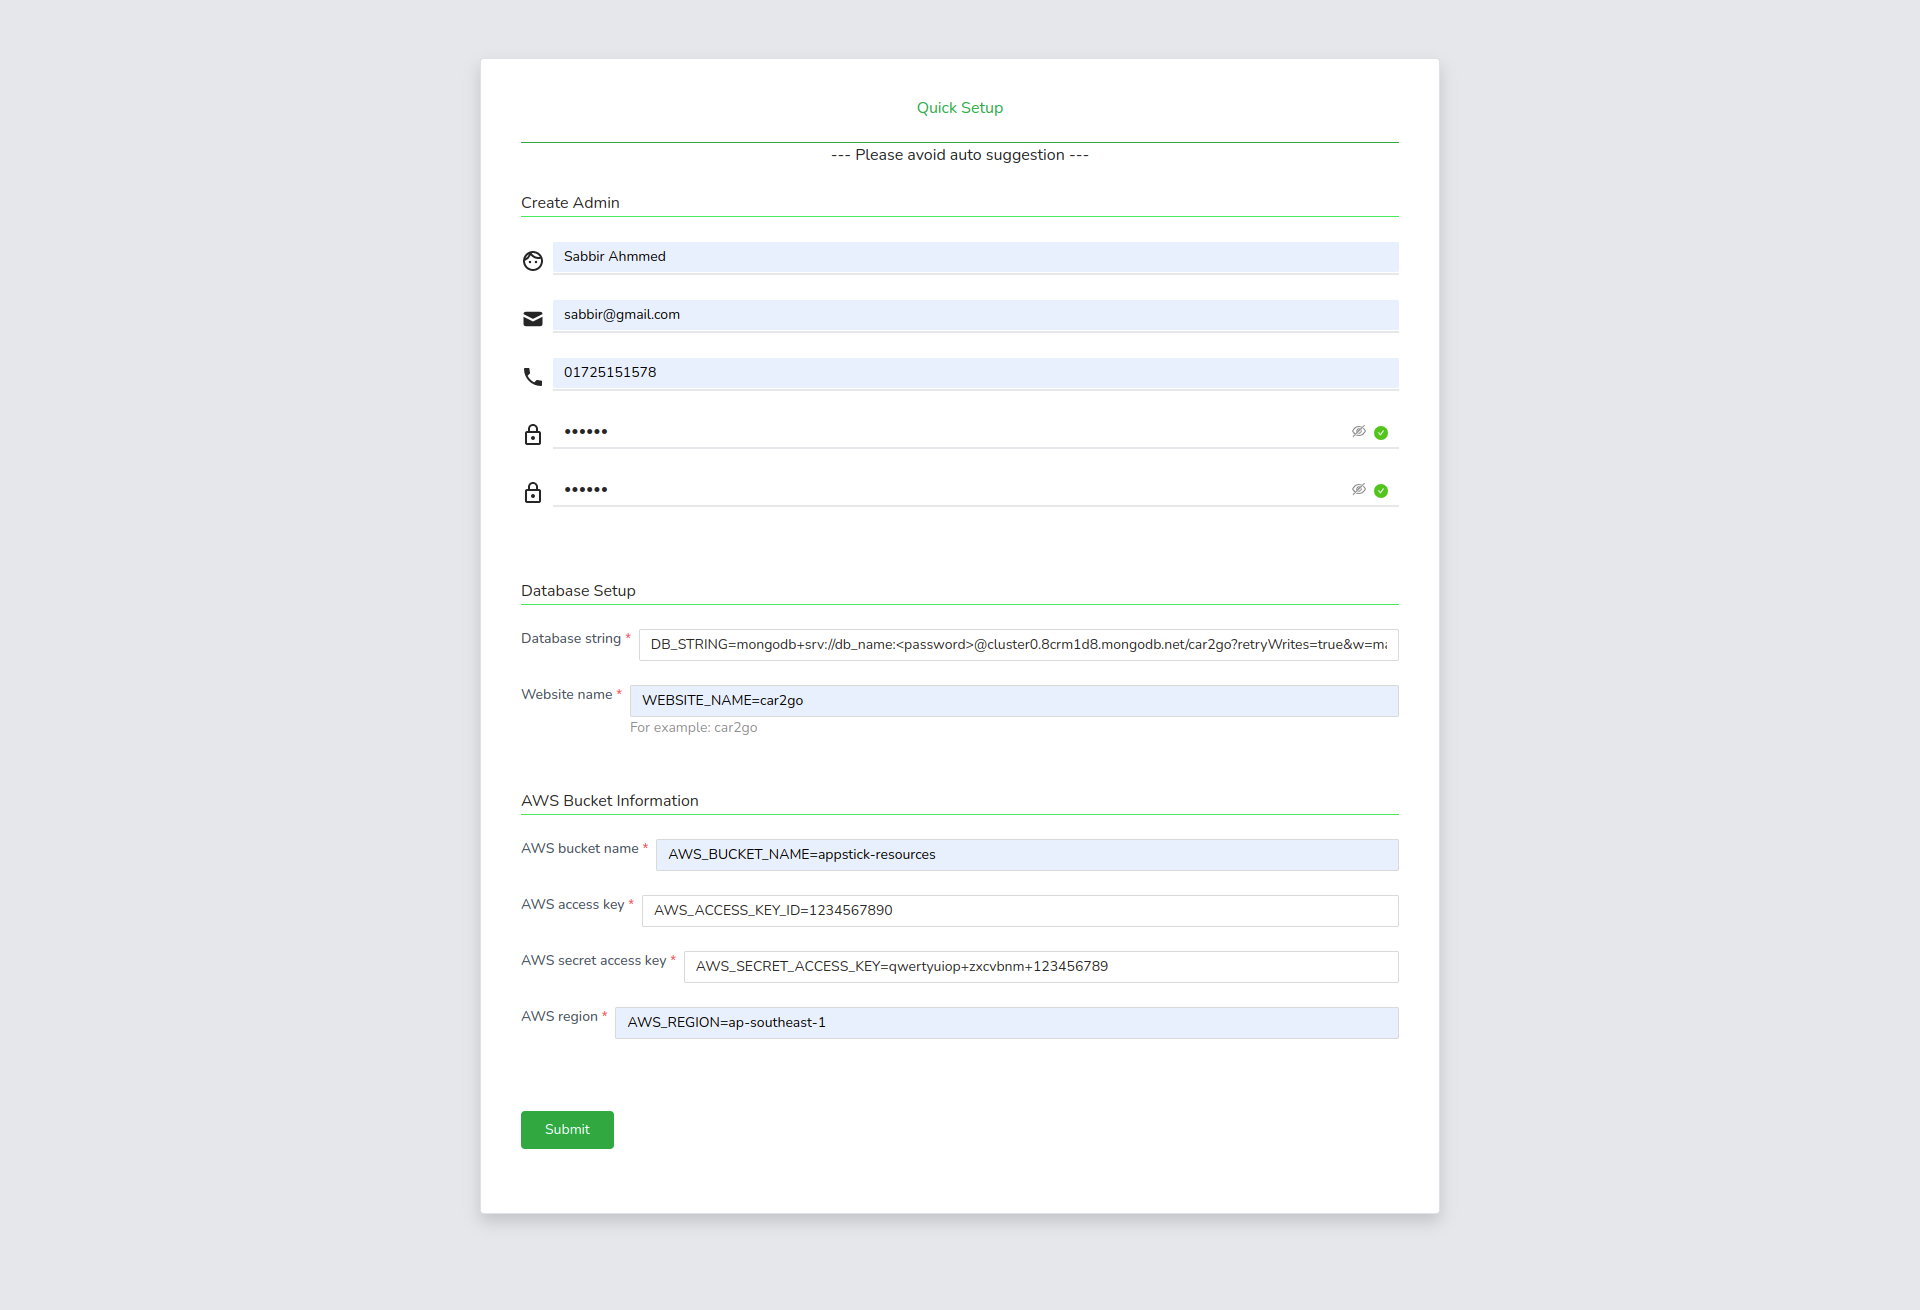 Quick Setup
--- Please avoid auto suggestion ---
Create Admin
Sabbir Ahmmed
sabbir@gmail.com
01725151578
••••••
••••••
Database Setup
Database string * DB_STRING=mongodb+srv://db_name:<password>@cluster0.8crm1d8.mongodb.net/car2go?retryWrites=true&w=ma
Website name * WEBSITE_NAME=car2go
For example: car2go
AWS Bucket Information
AWS bucket name * AWS_BUCKET_NAME=appstick-resources
AWS access key * AWS_ACCESS_KEY_ID=1234567890
AWS secret access key * AWS_SECRET_ACCESS_KEY=qwertyuiop+zxcvbnm+123456789
AWS region * AWS_REGION=ap-southeast-1
Submit